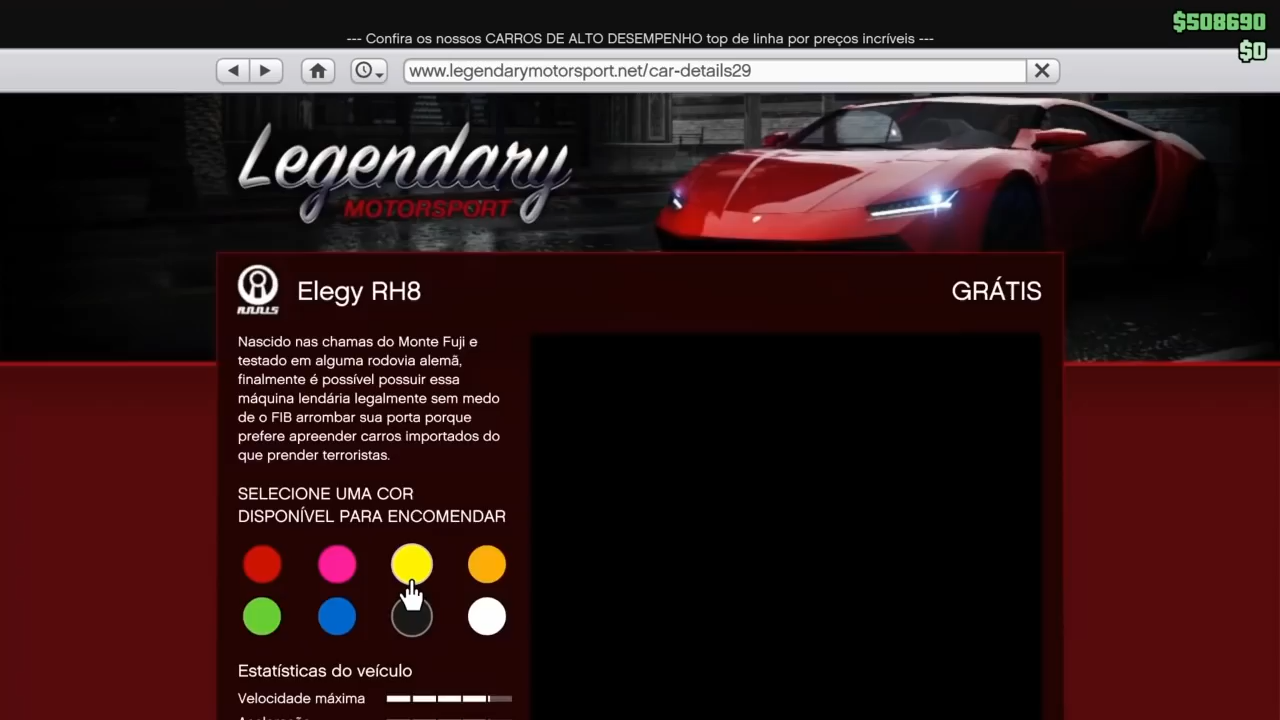 $508690
--- Confira os nossos CARROS DE ALTO DESEMPENHO top de linha por preços incríveis ---
$0
www.legendarymotorsport.net/car-details29
Legendary
MOTORSPORT
Elegy RH8
GRÁTIS
Nascido nas chamas do Monte Fuji e
testado em alguma rodovia alemã,
finalmente é possível possuir essa
máquina lendária legalmente sem medo
de o FIB arrombar sua porta porque
prefere apreender carros importados do
que prender terroristas.
SELECIONE UMA COR
DISPONÍVEL PARA ENCOMENDAR
Estatísticas do veículo
Velocidade máxima